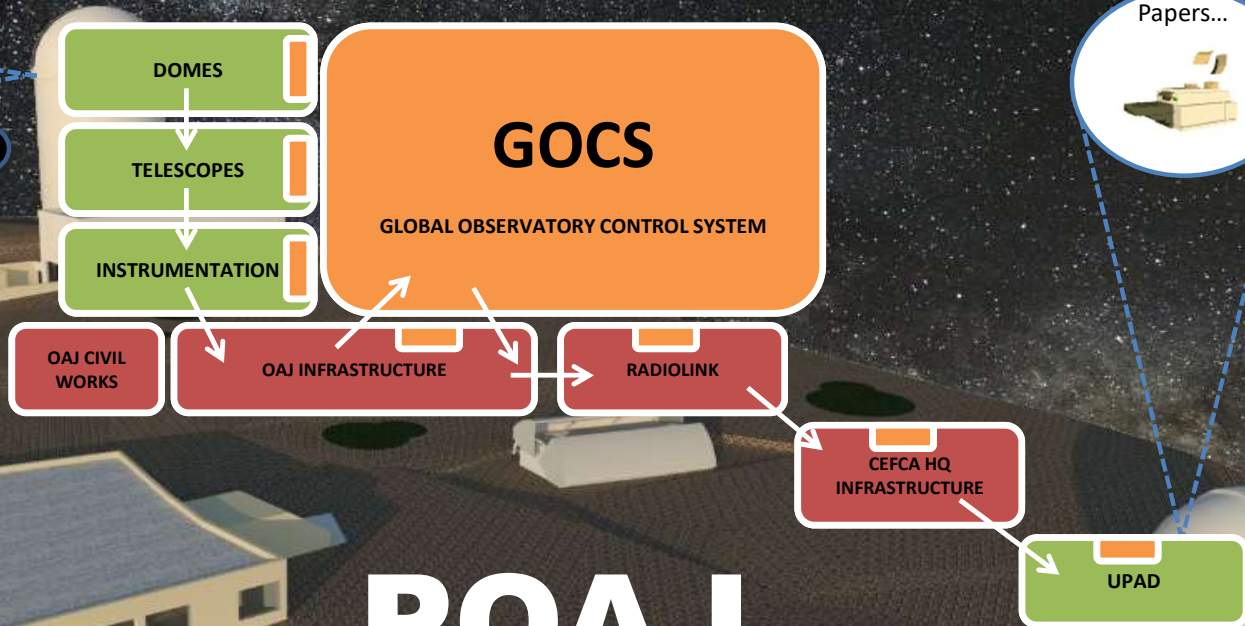 Papers...
DOMES
TELESCOPES
INSTRUMENTATION
GOCS
GLOBAL OBSERVATORY CONTROL SYSTEM
OAJ CIVIL
WORKS
OAJ INFRASTRUCTURE
RADIOLINK
CEFCA HQ
INFRASTRUCTURE
UPAD